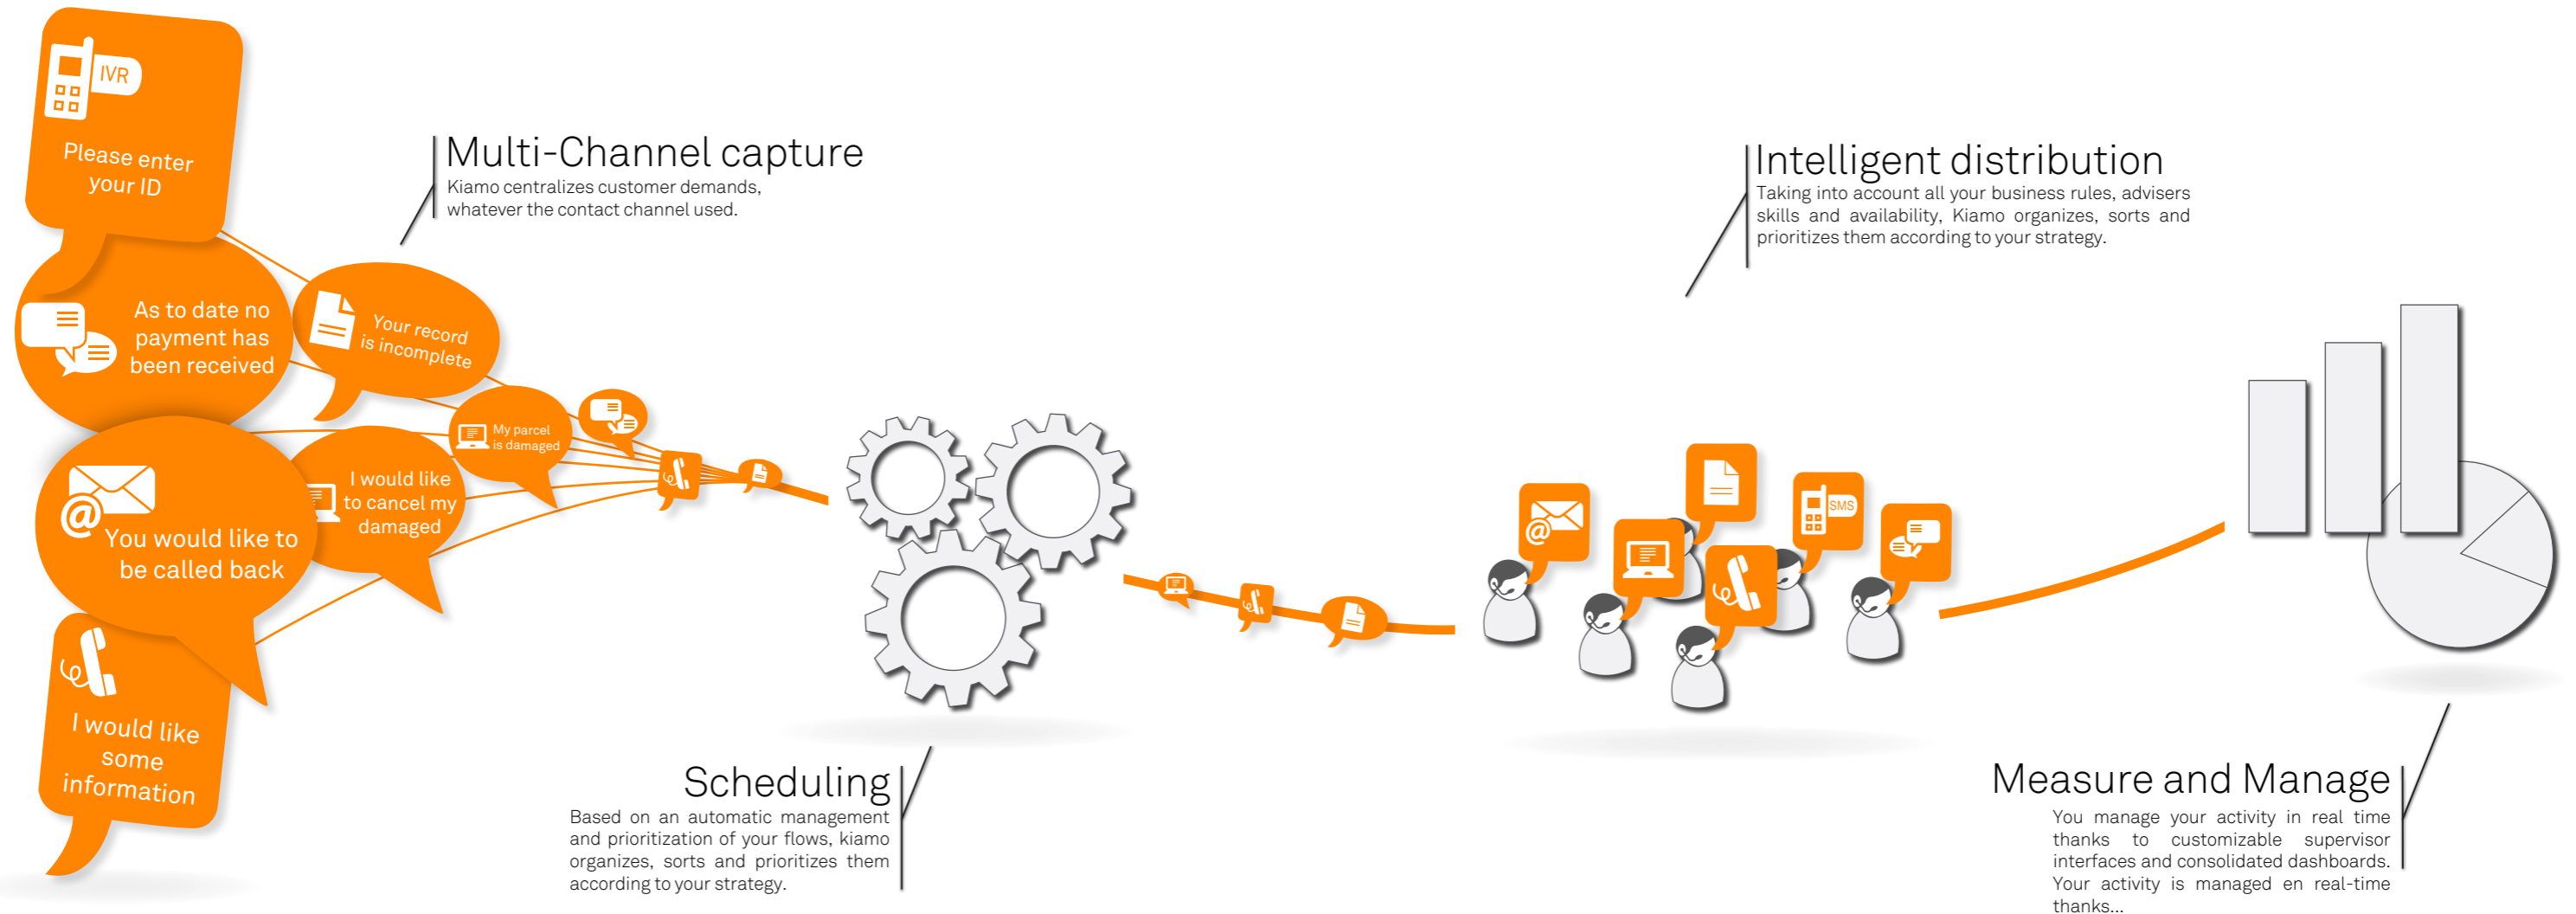 IVR
Please enter
your ID
As to date no
payment has
been received
Your record
is incomplete
My parcel
is damaged
I would like
to cancel my
damaged
@
You would like to
be called back
I would like
some
information
Multi-Channel capture
Kiamo centralizes customer demands,
whatever the contact channel used.
Scheduling
Based on an automatic management
and prioritization of your flows, kiamo
organizes, sorts and prioritizes them
according to your strategy.
Intelligent distribution
Taking into account all your business rules, advisers
skills and availability, Kiamo organizes, sorts and
prioritizes them according to your strategy.
@
SMS
Measure and Manage
You manage your activity in real time
thanks to customizable supervisor
interfaces and consolidated dashboards.
Your activity is managed en real-time
thanks...